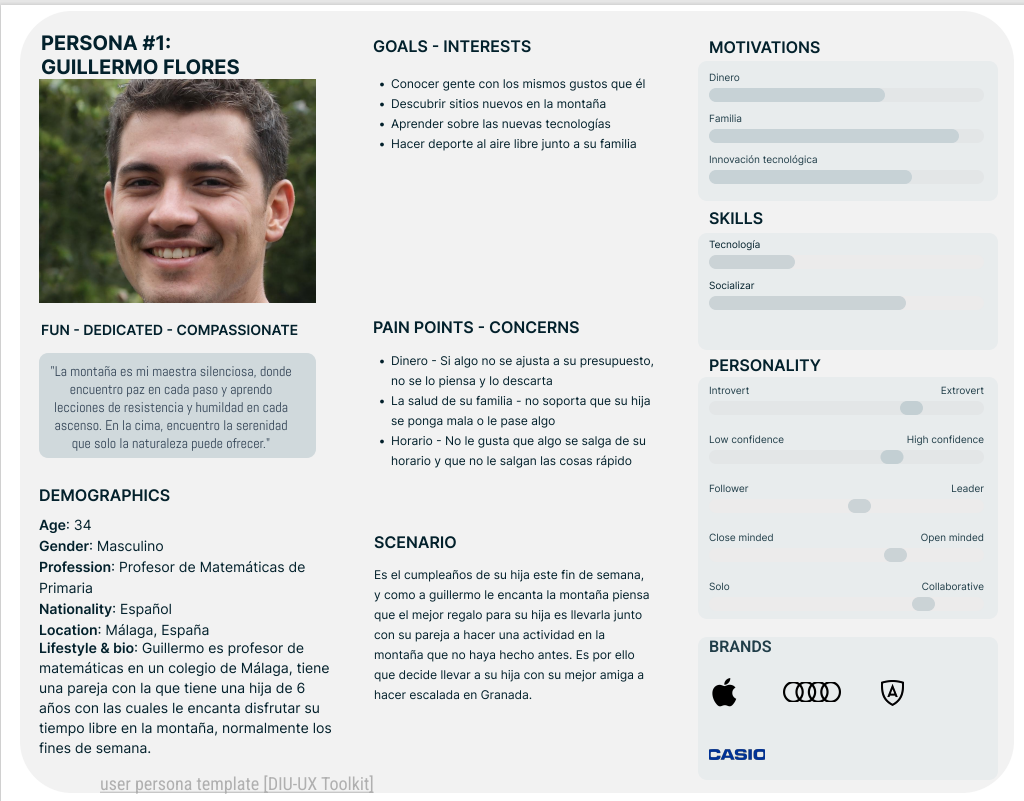 PERSONA #1:
GUILLERMO FLORES
FUN - DEDICATED - COMPASSIONATE
"La montaña es mi maestra silenciosa, donde
encuentro paz en cada paso y aprendo
lecciones de resistencia y humildad en cada
ascenso. En la cima, encuentro la serenidad
que solo la naturaleza puede ofrecer."
DEMOGRAPHICS
Age: 34
Gender: Masculino
Profession: Profesor de Matemáticas de
Primaria
Nationality: Español
Location: Málaga, España
Lifestyle & bio: Guillermo es profesor de
matemáticas en un colegio de Málaga, tiene
una pareja con la que tiene una hija de 6
años con las cuales le encanta disfrutar su
tiempo libre en la montaña, normalmente los
fines de semana.
user persona template [DIU-UX Toolkit]
GOALS - INTERESTS
• Conocer gente con los mismos gustos que él
• Descubrir sitios nuevos en la montaña
• Aprender sobre las nuevas tecnologías
• Hacer deporte al aire libre junto a su familia
PAIN POINTS - CONCERNS
• Dinero - Si algo no se ajusta a su presupuesto,
no se lo piensa y lo descarta
• La salud de su familia - no soporta que su hija
se ponga mala o le pase algo
• Horario - No le gusta que algo se salga de su
horario y que no le salgan las cosas rápido
SCENARIO
Es el cumpleaños de su hija este fin de semana,
y como a guillermo le encanta la montaña piensa
que el mejor regalo para su hija es llevarla junto
con su pareja a hacer una actividad en la
montaña que no haya hecho antes. Es por ello
que decide llevar a su hija con su mejor amiga a
hacer escalada en Granada.
MOTIVATIONS
Dinero
Familia
Innovación tecnológica
SKILLS
Tecnología
Socializar
PERSONALITY
Introvert Extrovert
Low confidence High confidence
Follower Leader
Close minded Open minded
Solo Collaborative
BRANDS
CASIO